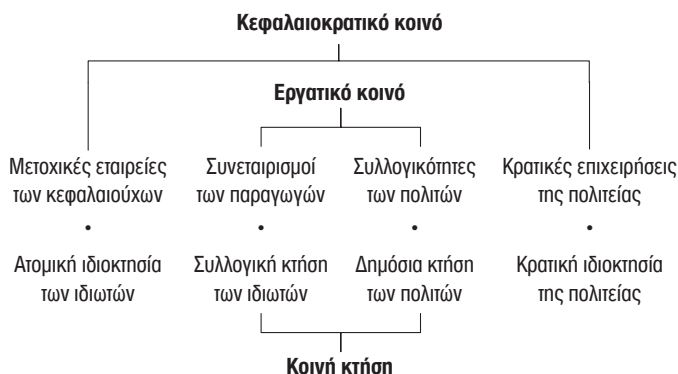 Κεφαλαιοκρατικό κοινό
Εργατικό κοινό
Μετοχικές εταιρείες
των κεφαλαιούχων
Συνεταιρισμοί
των παραγωγών
Συλλογικότητες
των πολιτών
Κρατικές επιχειρήσεις
της πολιτείας
•
•
•
•
Ατομική ιδιοκτησία
των ιδιωτών
Συλλογική κτήση
των ιδιωτών
Δημόσια κτήση
των πολιτών
Κρατική ιδιοκτησία
της πολιτείας
Κοινή κτήση